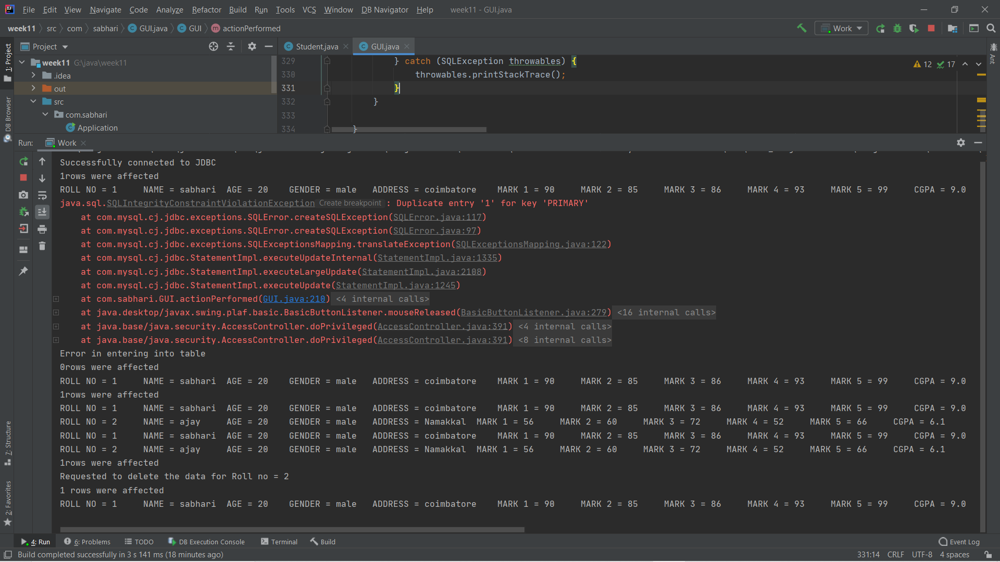 File Edit View Navigate Code Analyze Refactor Build Run Tools VCS Window DB Navigator Help week11 - GUI.java
week11 src com sabhari GUI.java GUI actionPerformed Work
Project
Student.java GUI.java
1: Project
DB Browser
7: Structure
2: Favorites
Ant
week11 G:\java\week11
.idea
out
src
com.sabhari
Application
329 } catch (SQLException throwables) {
330 throwables.printStackTrace();
331 }
332 }
333
334 }
12 17
Run: Work
Successfully connected to JDBC
1rows were affected
ROLL NO = 1 NAME = sabhari AGE = 20 GENDER = male ADDRESS = coimbatore MARK 1 = 90 MARK 2 = 85 MARK 3 = 86 MARK 4 = 93 MARK 5 = 99 CGPA = 9.0
java.sql.SQLIntegrityConstraintViolationException Create breakpoint : Duplicate entry '1' for key 'PRIMARY'
at com.mysql.cj.jdbc.exceptions.SQLError.createSQLException(SQLError.java:117)
at com.mysql.cj.jdbc.exceptions.SQLError.createSQLException(SQLError.java:97)
at com.mysql.cj.jdbc.exceptions.SQLExceptionsMapping.translateException(SQLExceptionsMapping.java:122)
at com.mysql.cj.jdbc.StatementImpl.executeUpdateInternal(StatementImpl.java:1335)
at com.mysql.cj.jdbc.StatementImpl.executeLargeUpdate(StatementImpl.java:2108)
at com.mysql.cj.jdbc.StatementImpl.executeUpdate(StatementImpl.java:1245)
at com.sabhari.GUI.actionPerformed(GUI.java:210) <4 internal calls>
at java.desktop/javax.swing.plaf.basic.BasicButtonListener.mouseReleased(BasicButtonListener.java:279) <16 internal calls>
at java.base/java.security.AccessController.doPrivileged(AccessController.java:391) <4 internal calls>
at java.base/java.security.AccessController.doPrivileged(AccessController.java:391) <8 internal calls>
Error in entering into table
0rows were affected
ROLL NO = 1 NAME = sabhari AGE = 20 GENDER = male ADDRESS = coimbatore MARK 1 = 90 MARK 2 = 85 MARK 3 = 86 MARK 4 = 93 MARK 5 = 99 CGPA = 9.0
1rows were affected
ROLL NO = 1 NAME = sabhari AGE = 20 GENDER = male ADDRESS = coimbatore MARK 1 = 90 MARK 2 = 85 MARK 3 = 86 MARK 4 = 93 MARK 5 = 99 CGPA = 9.0
ROLL NO = 2 NAME = ajay AGE = 20 GENDER = male ADDRESS = Namakkal MARK 1 = 56 MARK 2 = 60 MARK 3 = 72 MARK 4 = 52 MARK 5 = 66 CGPA = 6.1
ROLL NO = 1 NAME = sabhari AGE = 20 GENDER = male ADDRESS = coimbatore MARK 1 = 90 MARK 2 = 85 MARK 3 = 86 MARK 4 = 93 MARK 5 = 99 CGPA = 9.0
ROLL NO = 2 NAME = ajay AGE = 20 GENDER = male ADDRESS = Namakkal MARK 1 = 56 MARK 2 = 60 MARK 3 = 72 MARK 4 = 52 MARK 5 = 66 CGPA = 6.1
1rows were affected
Requested to delete the data for Roll no = 2
1 rows were affected
ROLL NO = 1 NAME = sabhari AGE = 20 GENDER = male ADDRESS = coimbatore MARK 1 = 90 MARK 2 = 85 MARK 3 = 86 MARK 4 = 93 MARK 5 = 99 CGPA = 9.0
4: Run 6: Problems TODO DB Execution Console Terminal Build Event Log
Build completed successfully in 3 s 141 ms (18 minutes ago) 331:14 CRLF UTF-8 4 spaces